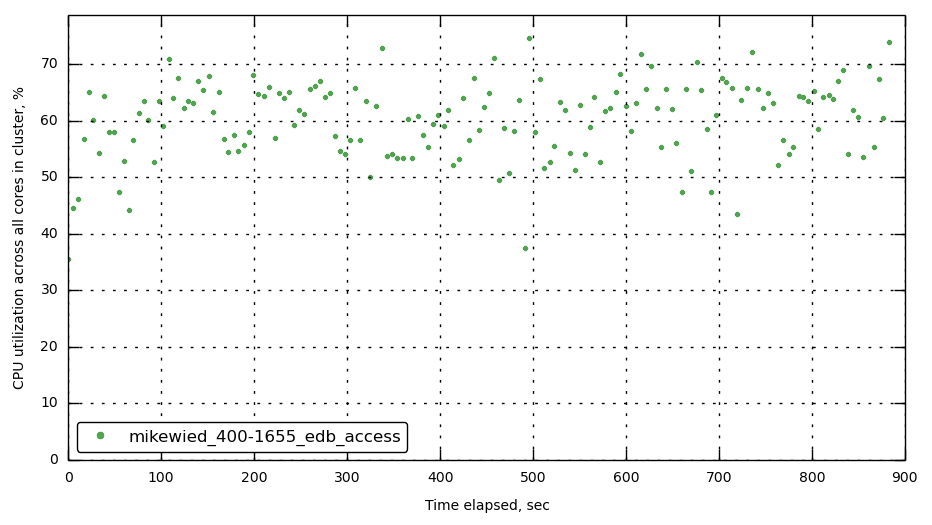 CPU utilization across all cores in cluster, %
70
60
50
40
30
20
10
0
mikewied_400-1655_edb_access
0 100 200 300 400 500 600 700 800 900
Time elapsed, sec